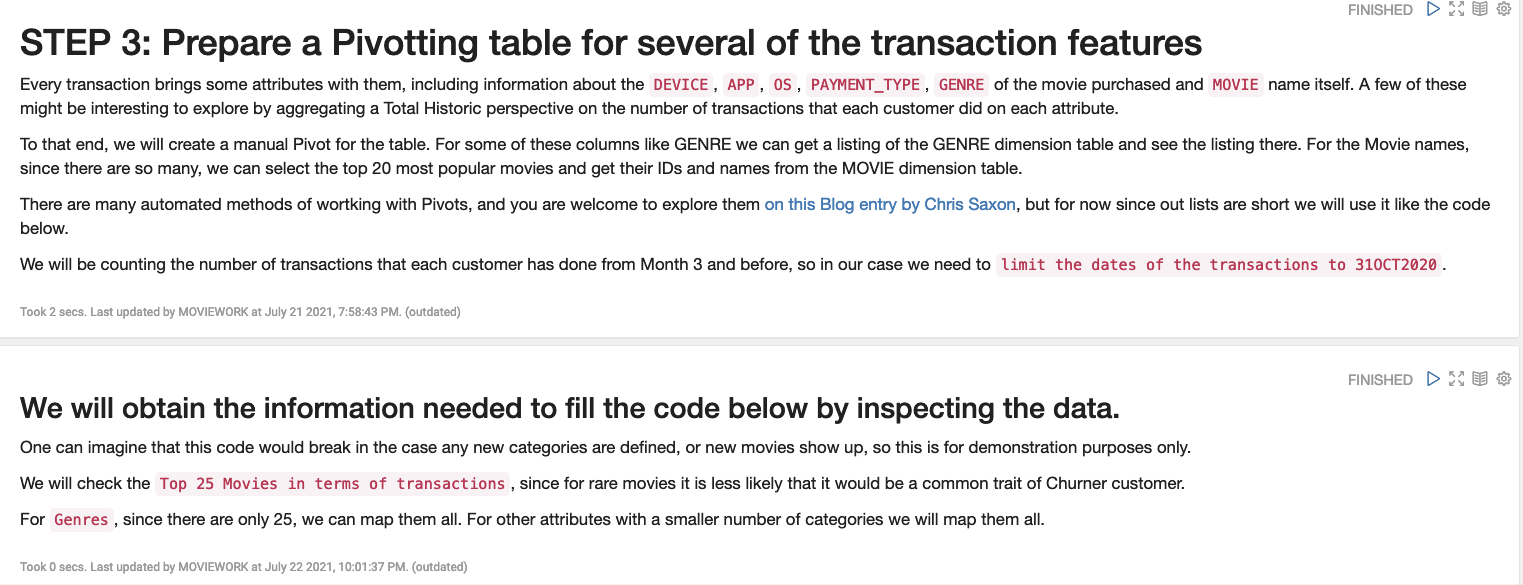 FINISHED
STEP 3: Prepare a Pivotting table for several of the transaction features
Every transaction brings some attributes with them, including information about the DEVICE , APP , OS , PAYMENT_TYPE , GENRE of the movie purchased and MOVIE name itself. A few of these
might be interesting to explore by aggregating a Total Historic perspective on the number of transactions that each customer did on each attribute.
To that end, we will create a manual Pivot for the table. For some of these columns like GENRE we can get a listing of the GENRE dimension table and see the listing there. For the Movie names,
since there are so many, we can select the top 20 most popular movies and get their IDs and names from the MOVIE dimension table.
There are many automated methods of wortking with Pivots, and you are welcome to explore them on this Blog entry by Chris Saxon, but for now since out lists are short we will use it like the code
below.
We will be counting the number of transactions that each customer has done from Month 3 and before, so in our case we need to limit the dates of the transactions to 31OCT2020 .
Took 2 secs. Last updated by MOVIEWORK at July 21 2021, 7:58:43 PM. (outdated)
FINISHED
We will obtain the information needed to fill the code below by inspecting the data.
One can imagine that this code would break in the case any new categories are defined, or new movies show up, so this is for demonstration purposes only.
We will check the Top 25 Movies in terms of transactions , since for rare movies it is less likely that it would be a common trait of Churner customer.
For Genres , since there are only 25, we can map them all. For other attributes with a smaller number of categories we will map them all.
Took 0 secs. Last updated by MOVIEWORK at July 22 2021, 10:01:37 PM. (outdated)